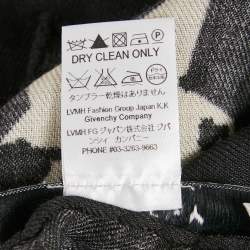 DRY CLEAN ONLY
タンブラー乾燥はお避け下さい
LVMH Fashion Group Japan K.K
Givenchy Company
LVMH FG ジャパン株式会社 ジバ
ンシィ カンパニー
PHONE #03-3263-9663